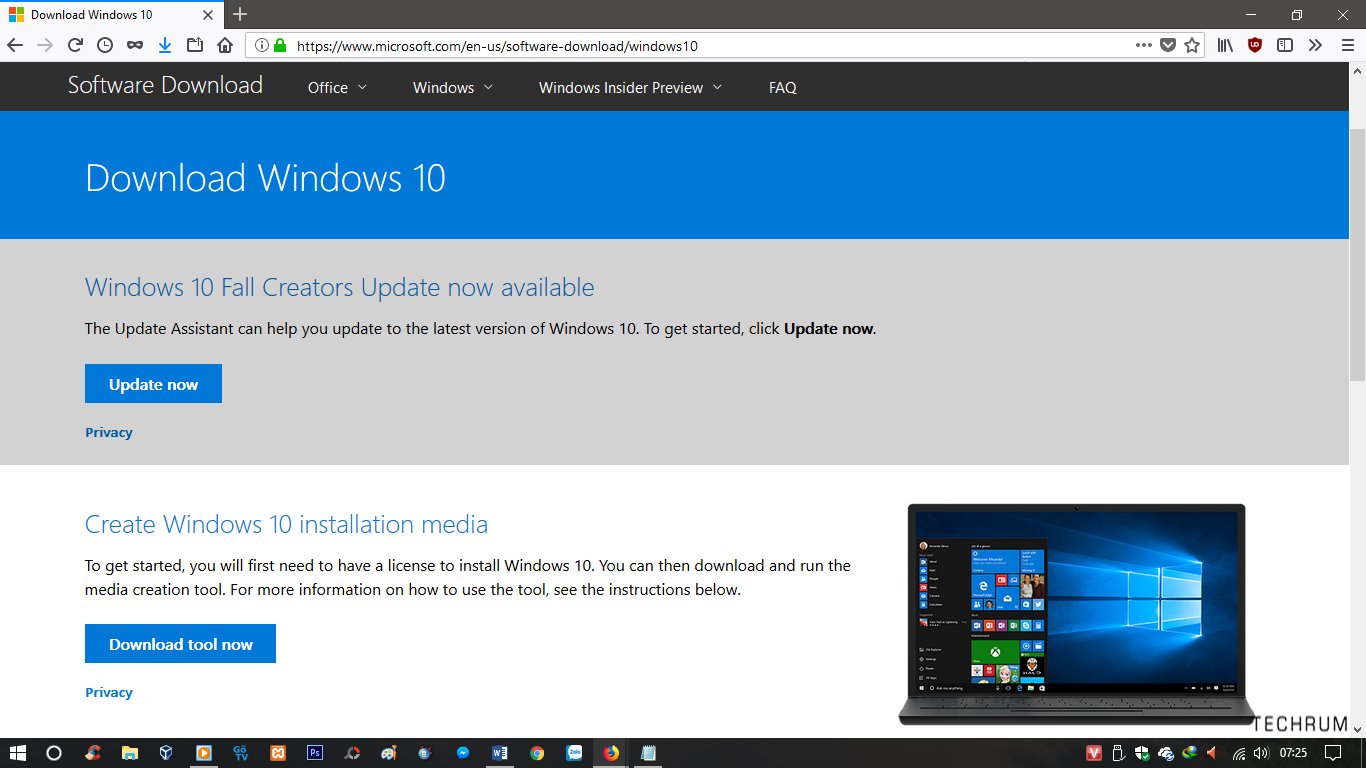 Download Windows 10
https://www.microsoft.com/en-us/software-download/windows10
Software Download
Office
Windows
Windows Insider Preview
FAQ
Download Windows 10
Windows 10 Fall Creators Update now available
The Update Assistant can help you update to the latest version of Windows 10. To get started, click Update now.
Update now
Privacy
Create Windows 10 installation media
To get started, you will first need to have a license to install Windows 10. You can then download and run the
media creation tool. For more information on how to use the tool, see the instructions below.
Download tool now
Privacy
TECHRUM
GÕ
TV
Ps
Zalo
V
07:25